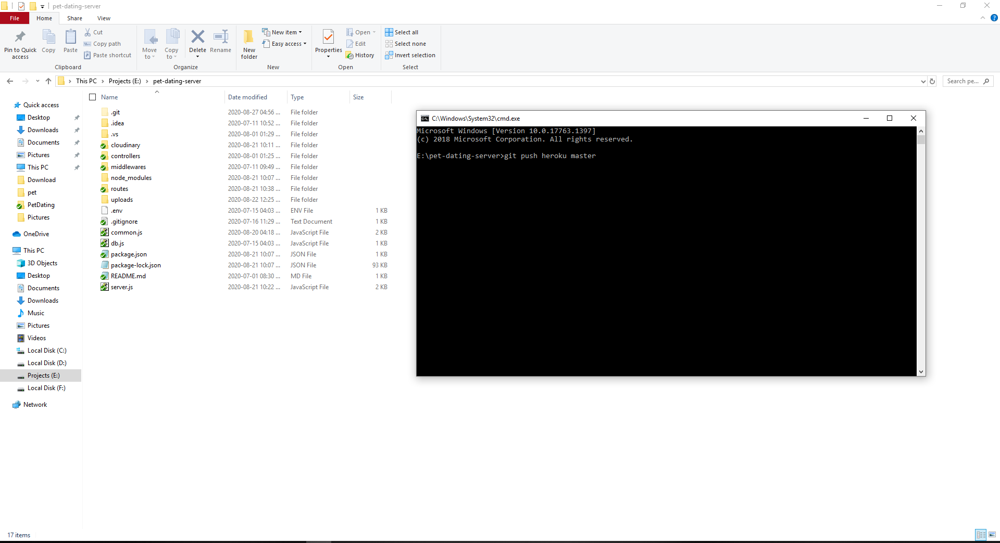 pet-dating-server
File Home Share View
Pin to Quick access
Copy
Paste
Cut
Copy path
Paste shortcut
Clipboard
Move to
Copy to
Delete
Rename
Organize
New folder
New item
Easy access
New
Properties
Open
Edit
History
Open
Select all
Select none
Invert selection
Select
This PC > Projects (E:) > pet-dating-server
Search pe...
Quick access
Desktop
Downloads
Documents
Pictures
This PC
Download
pet
PetDating
Pictures
OneDrive
This PC
3D Objects
Desktop
Documents
Downloads
Music
Pictures
Videos
Local Disk (C:)
Local Disk (D:)
Projects (E:)
Local Disk (F:)
Network
Name Date modified Type Size
.git 2020-08-27 04:56 ... File folder
.idea 2020-07-11 10:52 ... File folder
.vs 2020-08-01 01:29 ... File folder
cloudinary 2020-08-21 10:11 ... File folder
controllers 2020-08-01 01:25 ... File folder
middlewares 2020-07-11 09:49 ... File folder
node_modules 2020-08-21 10:07 ... File folder
routes 2020-08-21 10:38 ... File folder
uploads 2020-08-22 12:25 ... File folder
.env 2020-07-15 04:03 ... ENV File 1 KB
.gitignore 2020-07-16 11:29 ... Text Document 1 KB
common.js 2020-08-20 04:18 ... JavaScript File 2 KB
db.js 2020-07-15 04:03 ... JavaScript File 1 KB
package.json 2020-08-21 10:07 ... JSON File 1 KB
package-lock.json 2020-08-21 10:07 ... JSON File 93 KB
README.md 2020-07-01 08:30 ... MD File 1 KB
server.js 2020-08-21 10:22 ... JavaScript File 2 KB
C:\Windows\System32\cmd.exe
Microsoft Windows [Version 10.0.17763.1397]
(c) 2018 Microsoft Corporation. All rights reserved.
E:\pet-dating-server>git push heroku master
17 items